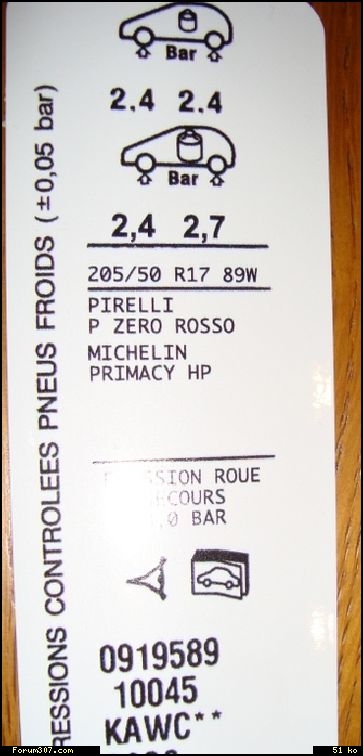 Bar
2.4 2.4
Bar
2,4 2,7
205/50 R17 89W
PIRELLI
P ZERO ROSSO
MICHELIN
PRIMACY HP
ROUE
BAR
0919589
10045
KAWC**
CONTROLEES PNEUS FROIDS (±0,05 bar)
Forum307.com
51 ko